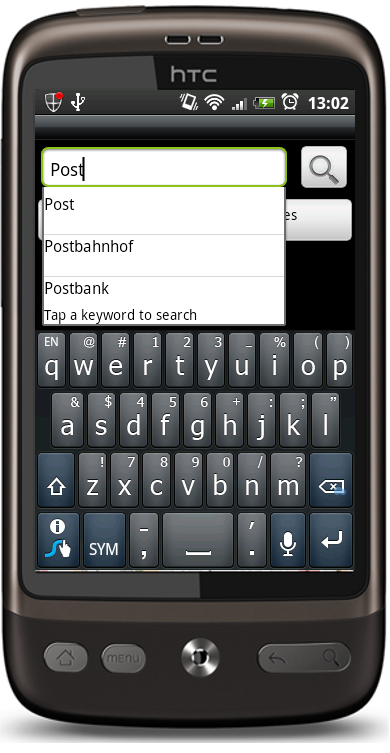 htc
13:02
Post
es
Post
Postbahnhof
Postbank
Tap a keyword to search
EN @ # 1 2 3 _ % ( )
q w e r t y u i o p
& $ 4 5 6 + : ; "
a s d f g h j k l
! 7 8 9 0 / ?
z x c v b n m
SYM , .
menu